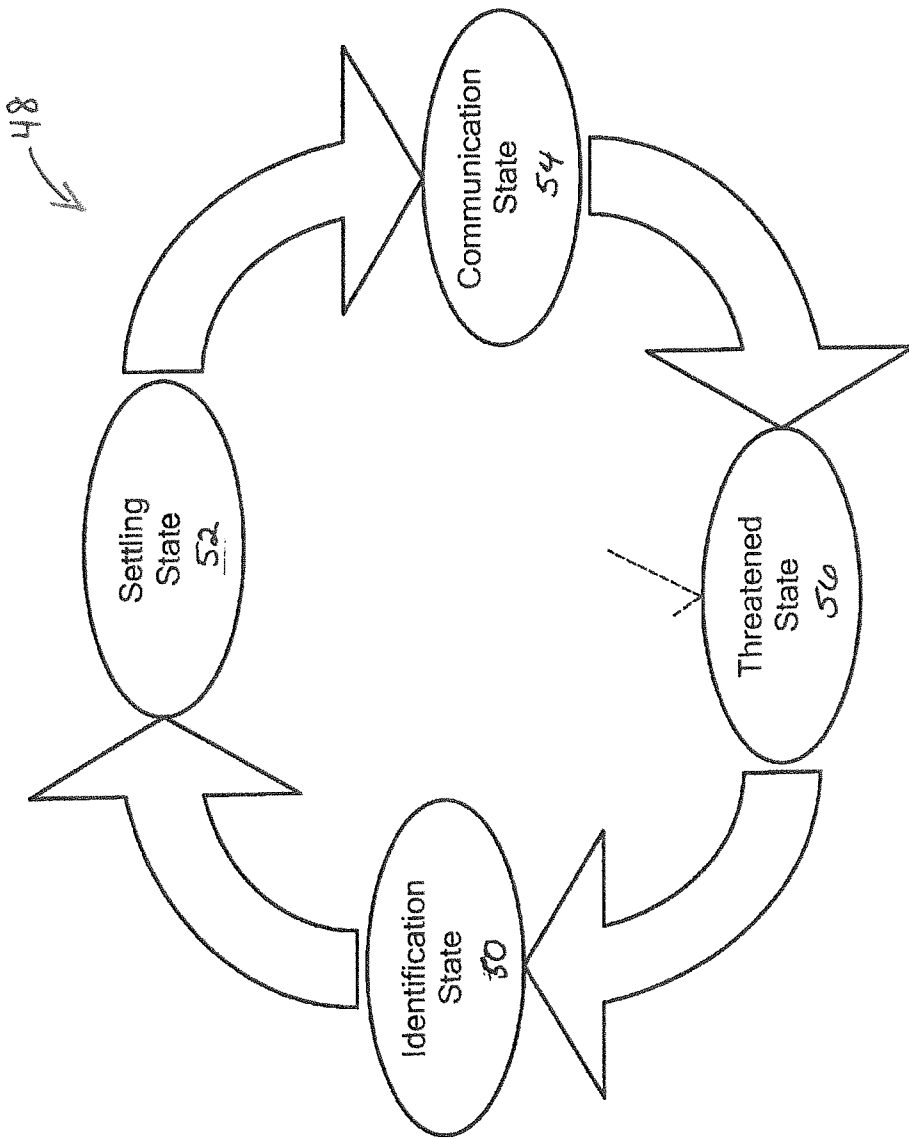 48
Settling
State
52
Communication
State
54
Threatened
State
56
Identification
State
50